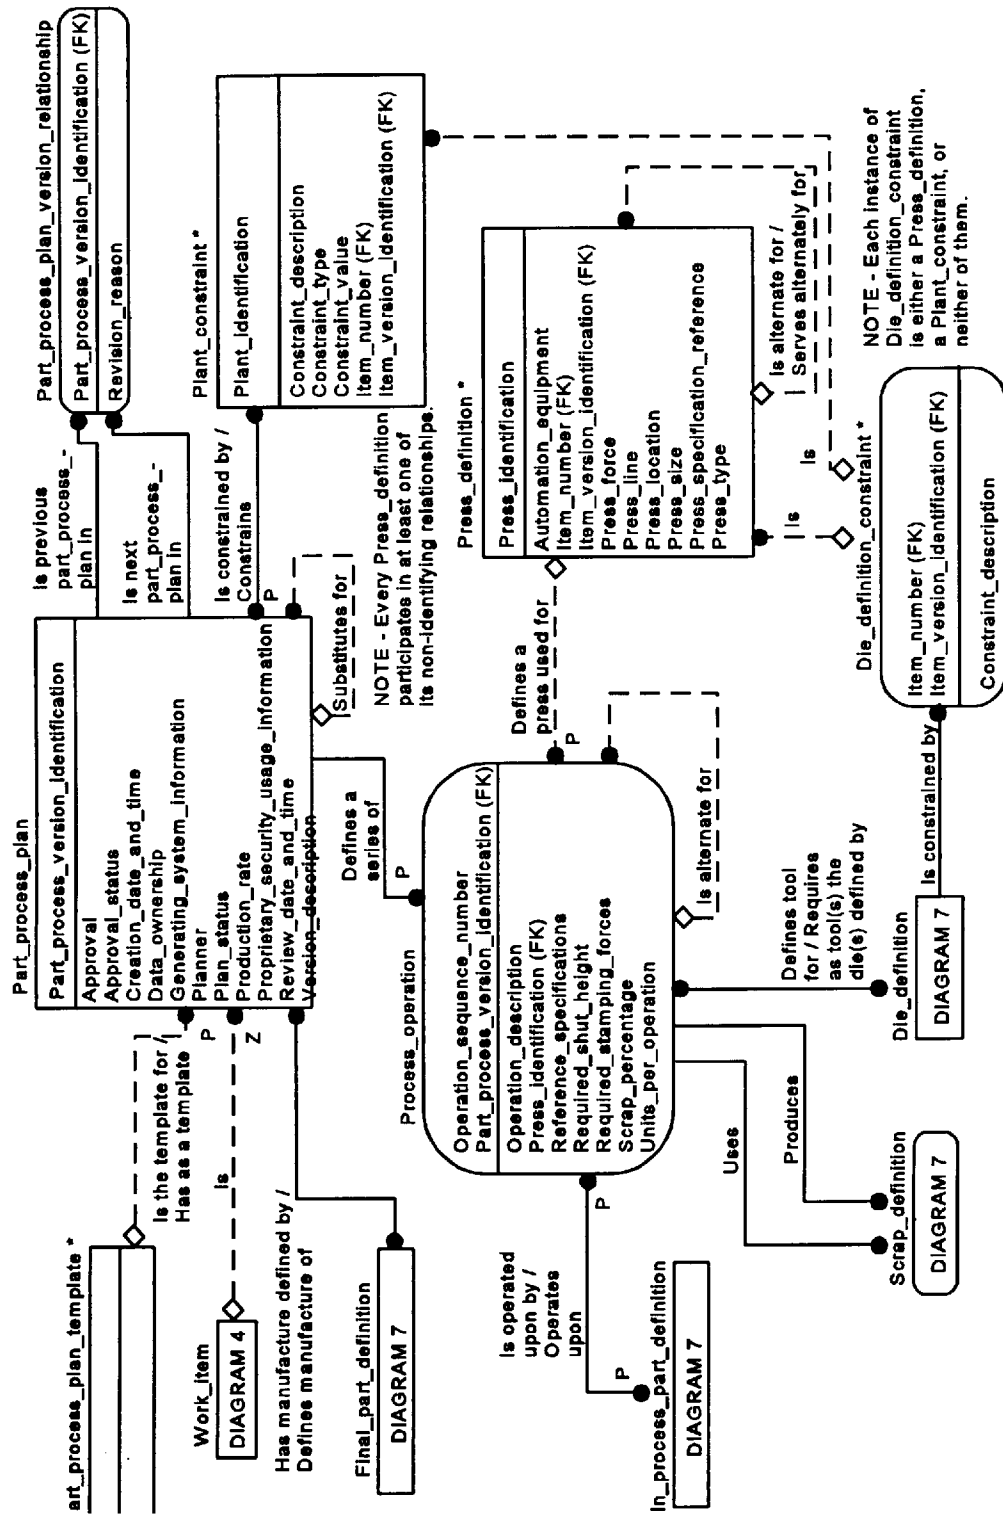 art_process_plan_template *
Is the template for /
Has as a template
P
Work_item
DIAGRAM 4
Is
Z
Has manufacture defined by /
Defines manufacture of
Final_part_definition
DIAGRAM 7
Part_process_plan
Part_process_version_identification
Approval
Approval_status
Creation_date_and_time
Data_ownership
Generating_system_information
Planner
Plan_status
Production_rate
Proprietary_security_usage_information
Review_date_and_time
Version_description
Is previous
part_process_-
plan in
Is next
part_process_-
plan in
Part_process_plan_version_relationship
Part_process_version_identification (FK)
Revision_reason
Is constrained by /
Constrains
P
Substitutes for
Plant_constraint *
Plant_identification
Constraint_description
Constraint_type
Constraint_value
Item_number (FK)
Item_version_identification (FK)
NOTE - Every Press_definition
participates in at least one of
its non-identifying relationships.
Defines a
series of
P
Process_operation
Operation_sequence_number
Part_process_version_identification (FK)
Operation_description
Press_identification (FK)
Reference_specifications
Required_shut_height
Required_stamping_forces
Scrap_percentage
Units_per_operation
Is operated
upon by /
Operates
upon
P
P
In_process_part_definition
DIAGRAM 7
Defines a
press used for
P
Is alternate for
Press_definition *
Press_identification
Automation_equipment
Item_number (FK)
Item_version_identification (FK)
Press_force
Press_line
Press_location
Press_size
Press_specification_reference
Press_type
Is alternate for /
Serves alternately for
Is
Is
Uses
Produces
Scrap_definition
DIAGRAM 7
Defines tool
for / Requires
as tool(s) the
die(s) defined by
Die_definition
DIAGRAM 7
Is constrained by
Die_definition_constraint *
Item_number (FK)
Item_version_identification (FK)
Constraint_description
NOTE - Each instance of
Die_definition_constraint
is either a Press_definition,
a Plant_constraint, or
neither of them.